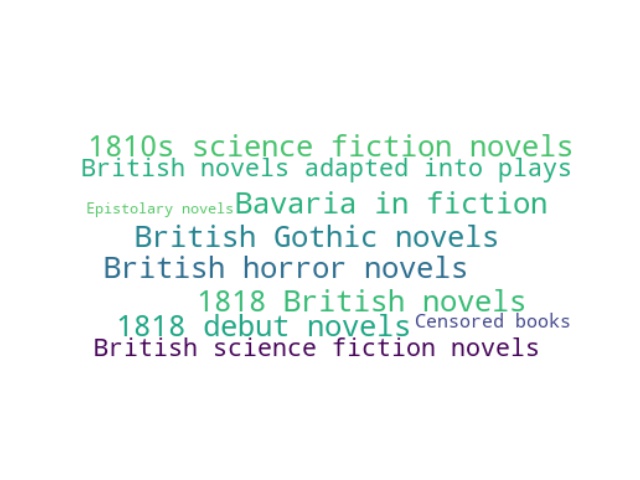 1810s science fiction novels
British novels adapted into plays
Epistolary novels Bavaria in fiction
British Gothic novels
British horror novels
1818 British novels
1818 debut novels Censored books
British science fiction novels